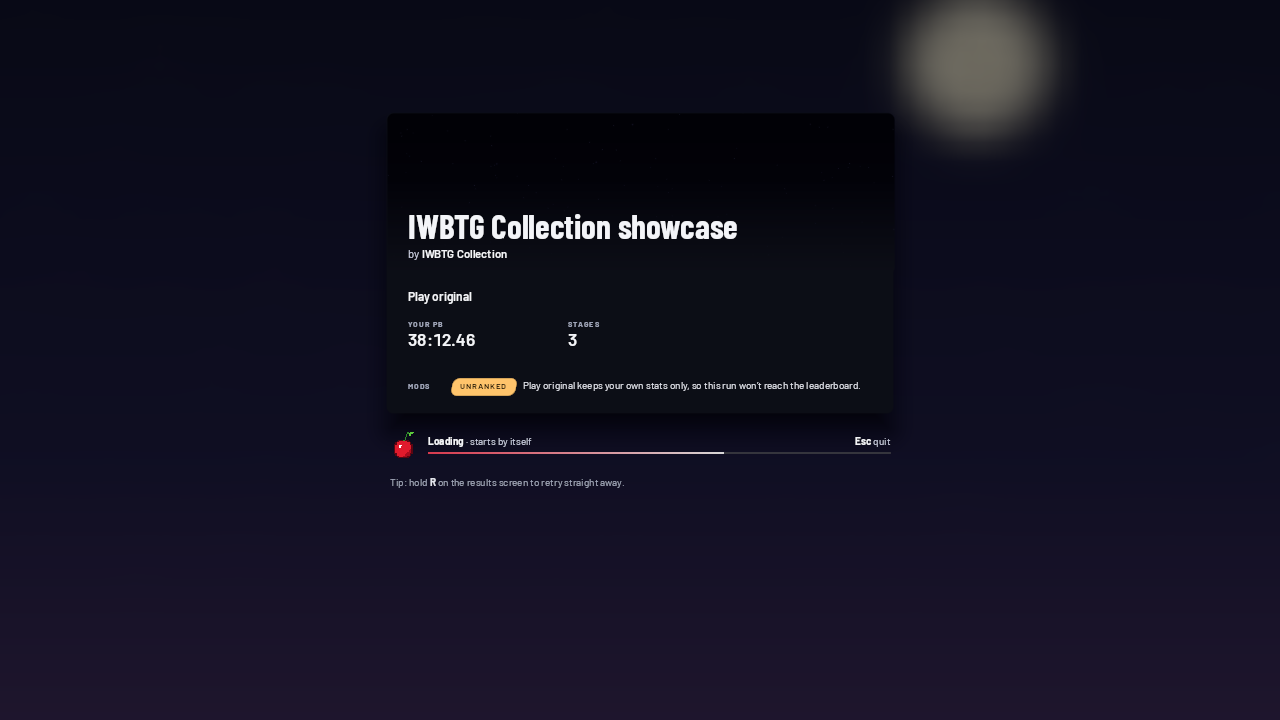 IWBTG Collection showcase
by IWBTG Collection
Play original
YOUR PB
38:12.46
STAGES
3
MODS
UNRANKED
Play original keeps your own stats only, so this run won't reach the leaderboard.
Loading · starts by itself
Esc quit
Tip: hold R on the results screen to retry straight away.